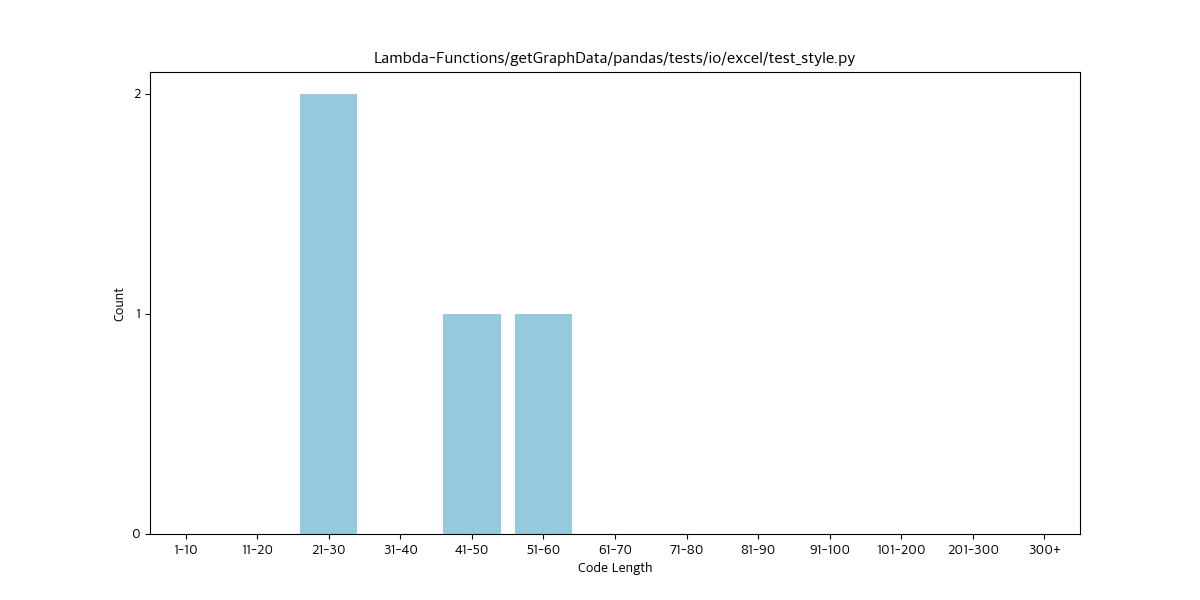 Lambda-Functions/getGraphData/pandas/tests/io/excel/test_style.py
2
1
0
Count
1-10 11-20 21-30 31-40 41-50 51-60 61-70 71-80 81-90 91-100 101-200 201-300 300+
Code Length